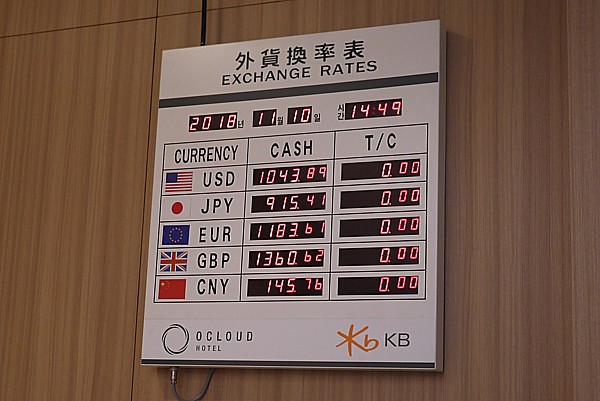 外貨換率表
EXCHANGE RATES
2018년 11월 10일 시간 14:49
CURRENCY CASH T/C
USD 1043.89 0.00
JPY 915.41 0.00
EUR 1183.61 0.00
GBP 1360.62 0.00
CNY 145.76 0.00
OCLOUD
HOTEL
Kb KB